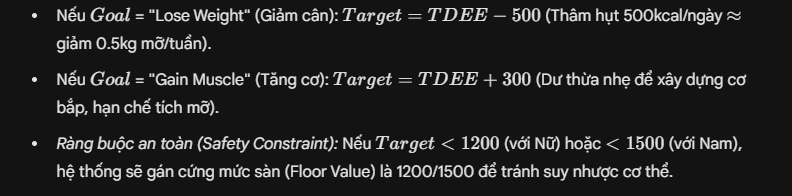 • Nếu Goal = "Lose Weight" (Giảm cân): Target = TDEE − 500 (Thâm hụt 500kcal/ngày ≈
giảm 0.5kg mỡ/tuần).
• Nếu Goal = "Gain Muscle" (Tăng cơ): Target = TDEE + 300 (Dư thừa nhẹ để xây dựng cơ
bắp, hạn chế tích mỡ).
• Ràng buộc an toàn (Safety Constraint): Nếu Target < 1200 (với Nữ) hoặc < 1500 (với Nam),
hệ thống sẽ gán cứng mức sàn (Floor Value) là 1200/1500 để tránh suy nhược cơ thể.